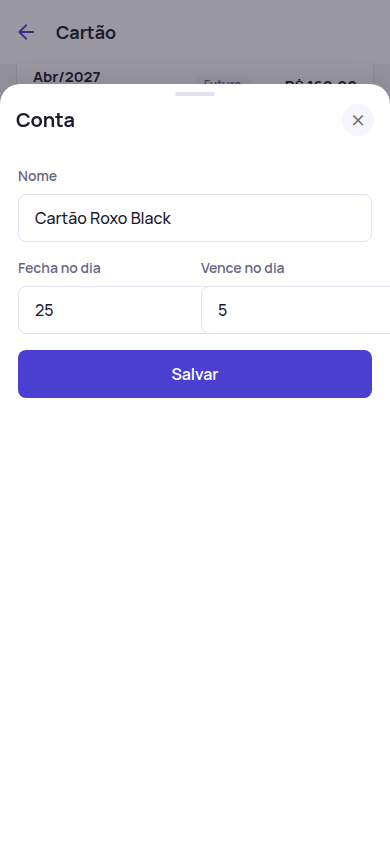 Cartão
Abr/2027
Conta
Nome
Cartão Roxo Black
Fecha no dia
Vence no dia
25
5
Salvar